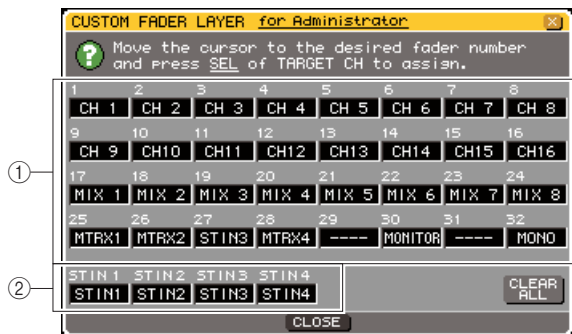 CUSTOM FADER LAYER for Administrator X
? Move the cursor to the desired fader number
and press SEL of TARGET CH to assign.
1 2 3 4 5 6 7 8
CH 1 CH 2 CH 3 CH 4 CH 5 CH 6 CH 7 CH 8
9 10 11 12 13 14 15 16
CH 9 CH10 CH11 CH12 CH13 CH14 CH15 CH16
① 17 18 19 20 21 22 23 24
MIX 1 MIX 2 MIX 3 MIX 4 MIX 5 MIX 6 MIX 7 MIX 8
25 26 27 28 29 30 31 32
MTRX1 MTRX2 STIN3 MTRX4 ---- MONITOR ---- MONO
STIN1 STIN2 STIN3 STIN4
② STIN1 STIN2 STIN3 STIN4 CLEAR ALL
CLOSE